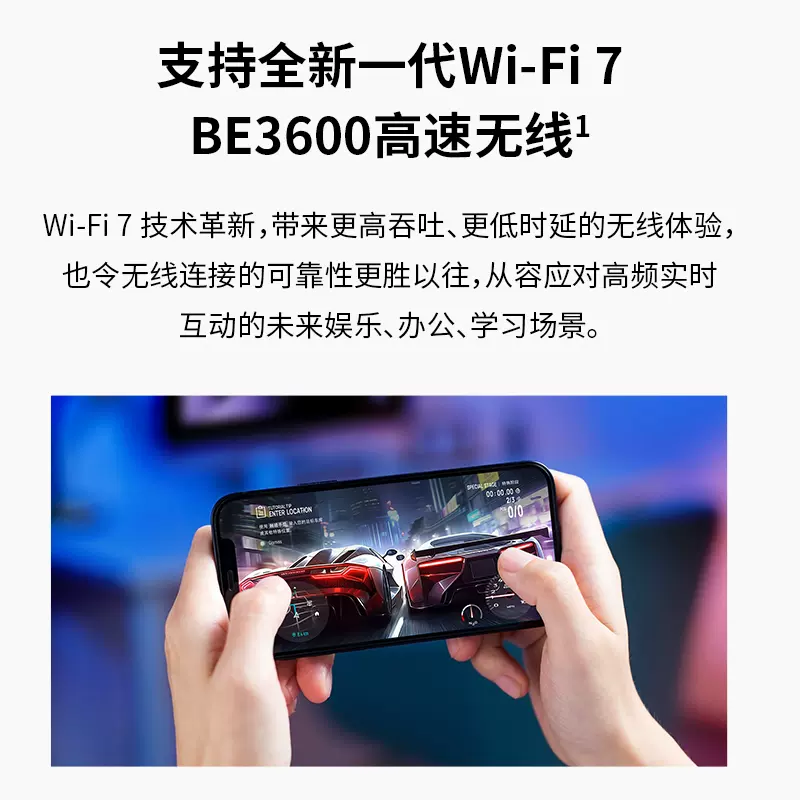 支持全新一代Wi-Fi 7
BE3600高速无线¹
Wi-Fi 7 技术革新，带来更高吞吐、更低时延的无线体验，
也令无线连接的可靠性更胜以往，从容应对高频实时
互动的未来娱乐、办公、学习场景。
TUTORIAL TIP
ENTER LOCATION
SPECIAL STAGE
00:00.00
2/3
0/0